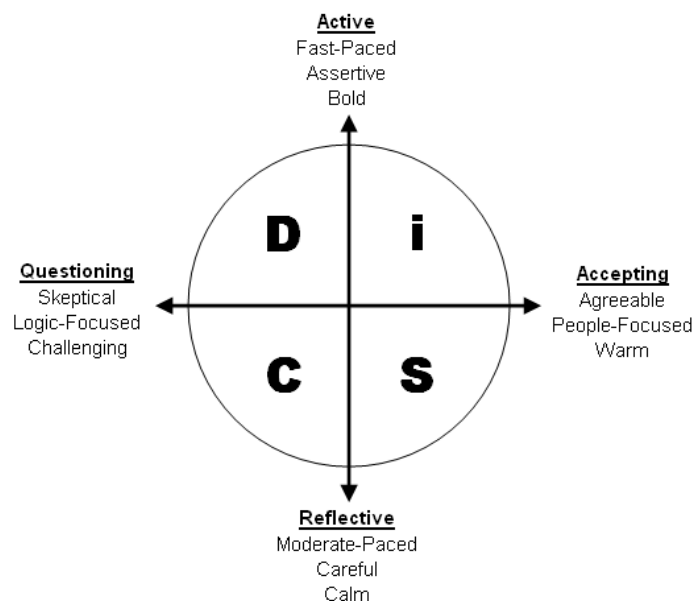 Active
Fast-Paced
Assertive
Bold
D
i
Questioning
Skeptical
Logic-Focused
Challenging
Accepting
Agreeable
People-Focused
Warm
C
S
Reflective
Moderate-Paced
Careful
Calm